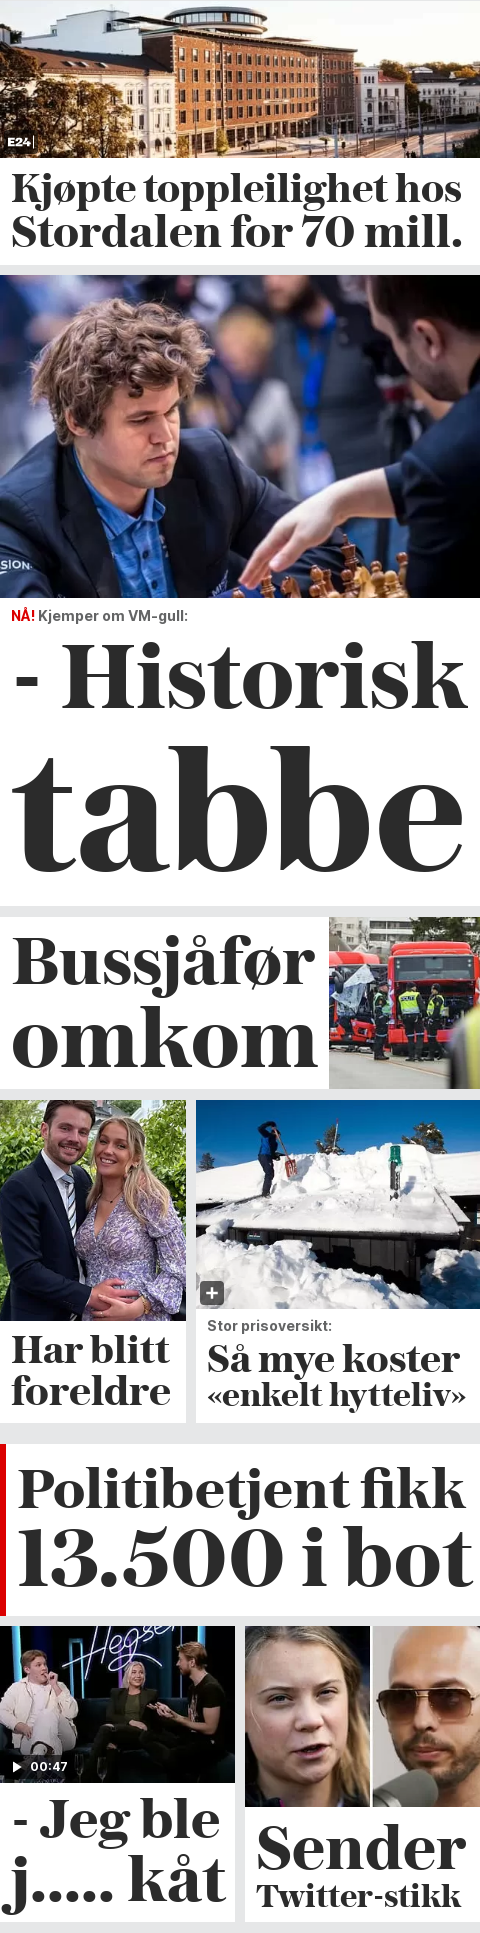 E24
Kjøpte toppleilighet hos
Stordalen for 70 mill.
SION
NÅ! Kjemper om VM-gull:
- Historisk
tabbe
Bussjåfør
omkom
Har blitt
foreldre
Stor prisoversikt:
Så mye koster
«enkelt hytteliv»
Politibetjent fikk
13.500 i bot
00:47
- Jeg ble
j..... kåt
Sender
Twitter-stikk